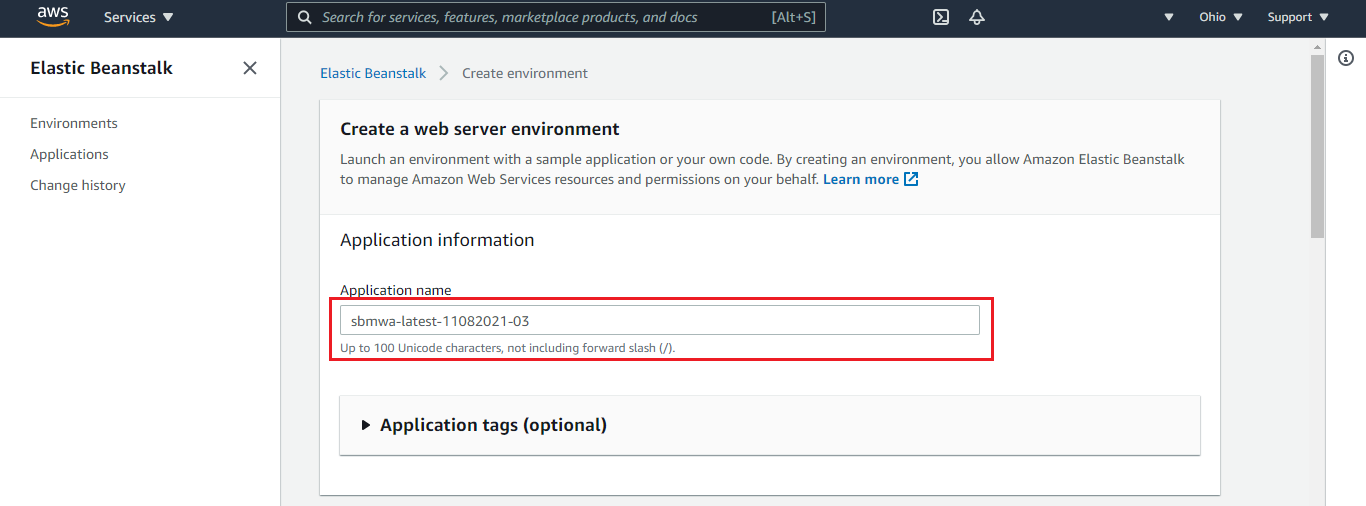 aws
Services
Search for services, features, marketplace products, and docs
[Alt+S]
Ohio
Support
Elastic Beanstalk
Environments
Applications
Change history
Elastic Beanstalk
Create environment
Create a web server environment
Launch an environment with a sample application or your own code. By creating an environment, you allow Amazon Elastic Beanstalk
to manage Amazon Web Services resources and permissions on your behalf. Learn more
Application information
Application name
sbmwa-latest-11082021-03
Up to 100 Unicode characters, not including forward slash (/).
Application tags (optional)